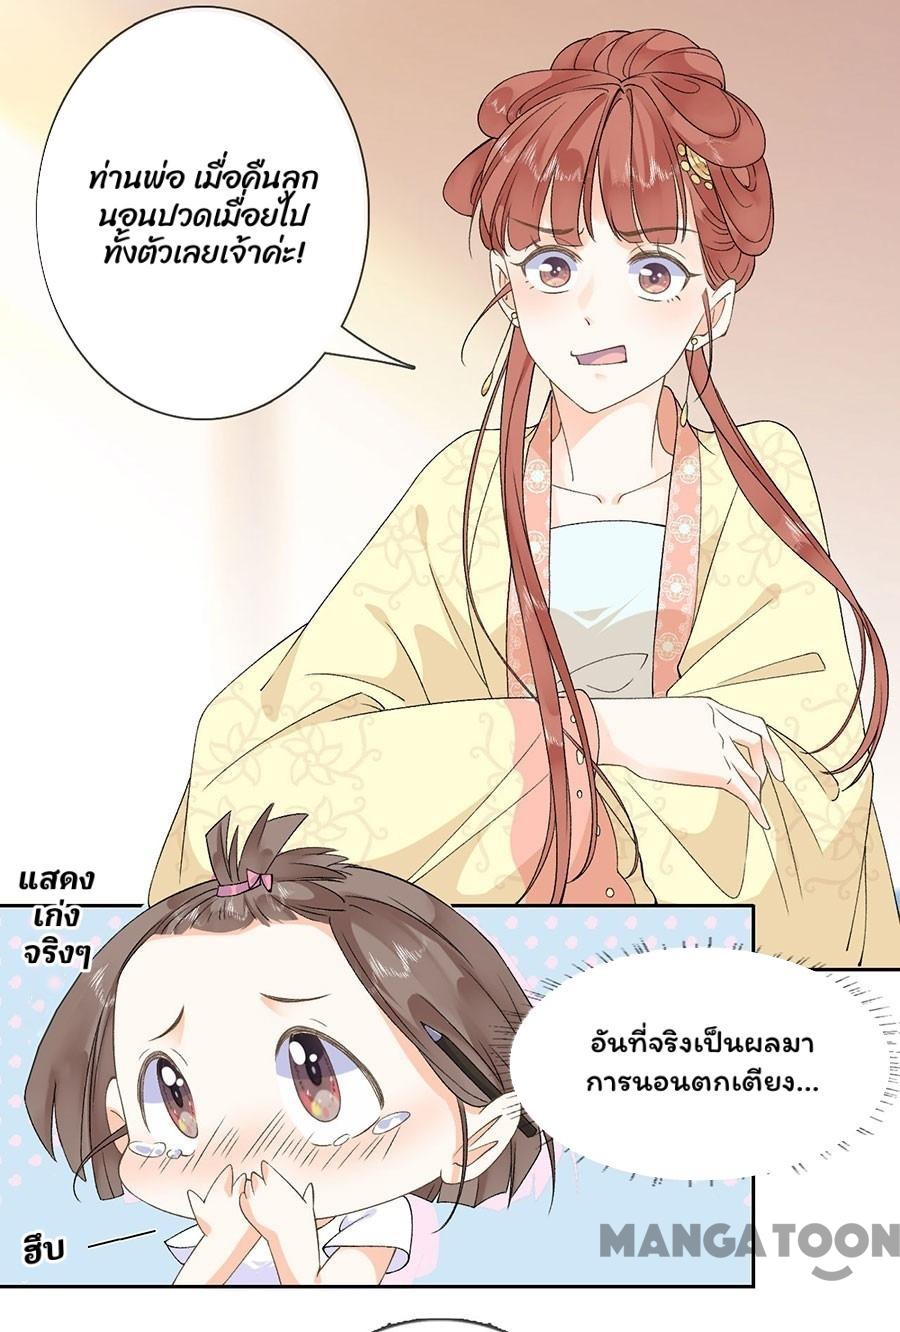 ท่านพ่อ เมื่อคืนลูก
นอนปวดเมื่อยไป
ทั้งตัวเลยเจ้าค่ะ!
แสดง
เก่ง
จริงๆ
อันที่จริงเป็นผลมา
การนอนตกเตียง...
ฮึบ
MANGATOON